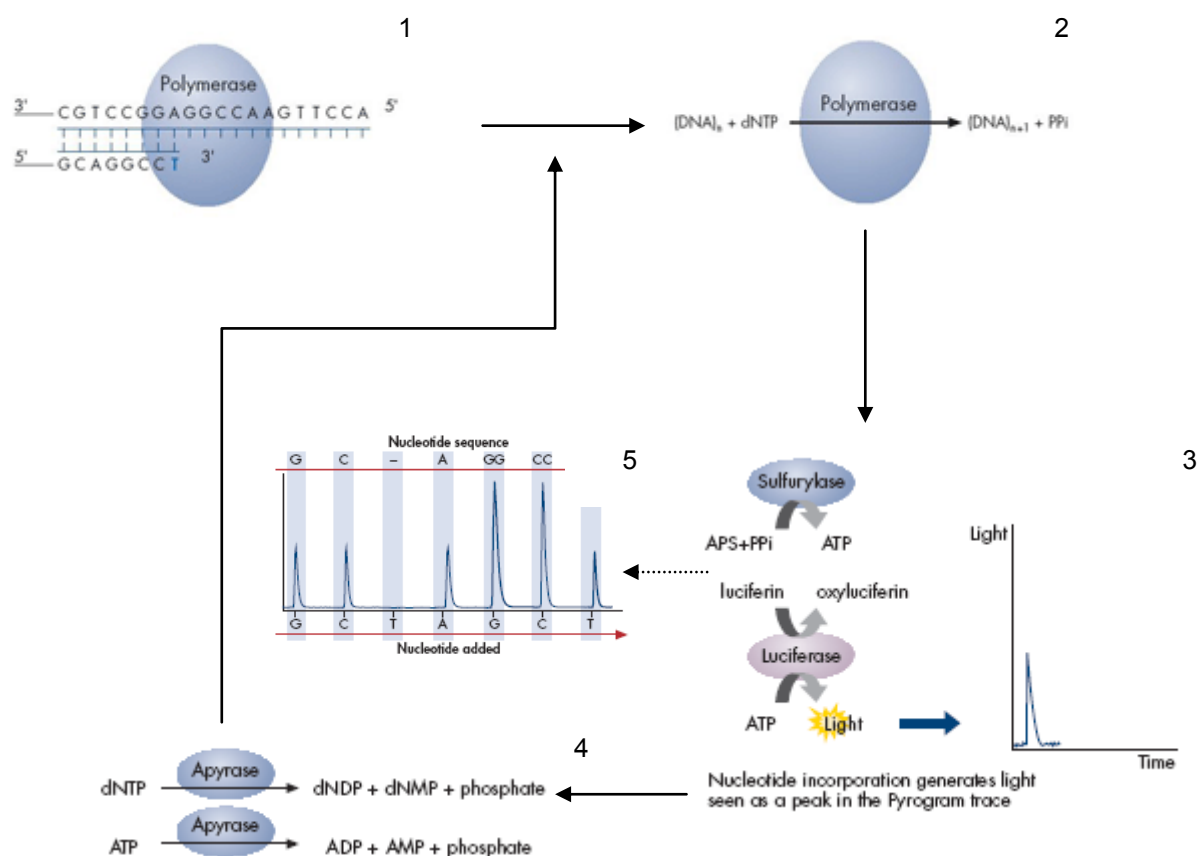 1
Polymerase
3' CGTCCGGAGGCCAAGTTCCA 5'
3'
5' GCAGGCCT
2
Polymerase
(DNA)n + dNTP (DNA)n+1 + PPi
3
Sulfurylase
APS+PPi ATP
luciferin oxyluciferin
Luciferase
ATP Light
Light
Time
Nucleotide incorporation generates light
seen as a peak in the Pyrogram trace
4
Apyrase
dNTP dNDP + dNMP + phosphate
Apyrase
ATP ADP + AMP + phosphate
5
Nucleotide sequence
G C – A GG CC
G C T A G C T
Nucleotide added